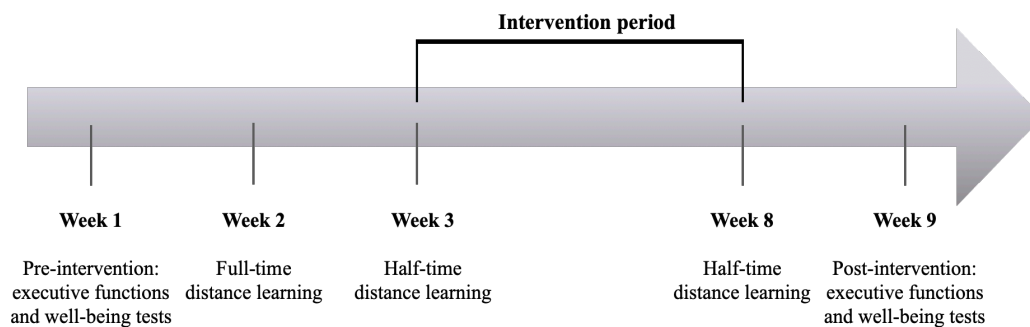 Intervention period
Week 1
Week 2
Week 3
Week 8
Week 9
Pre-intervention:
executive functions
and well-being tests
Full-time
distance learning
Half-time
distance learning
Half-time
distance learning
Post-intervention:
executive functions
and well-being tests